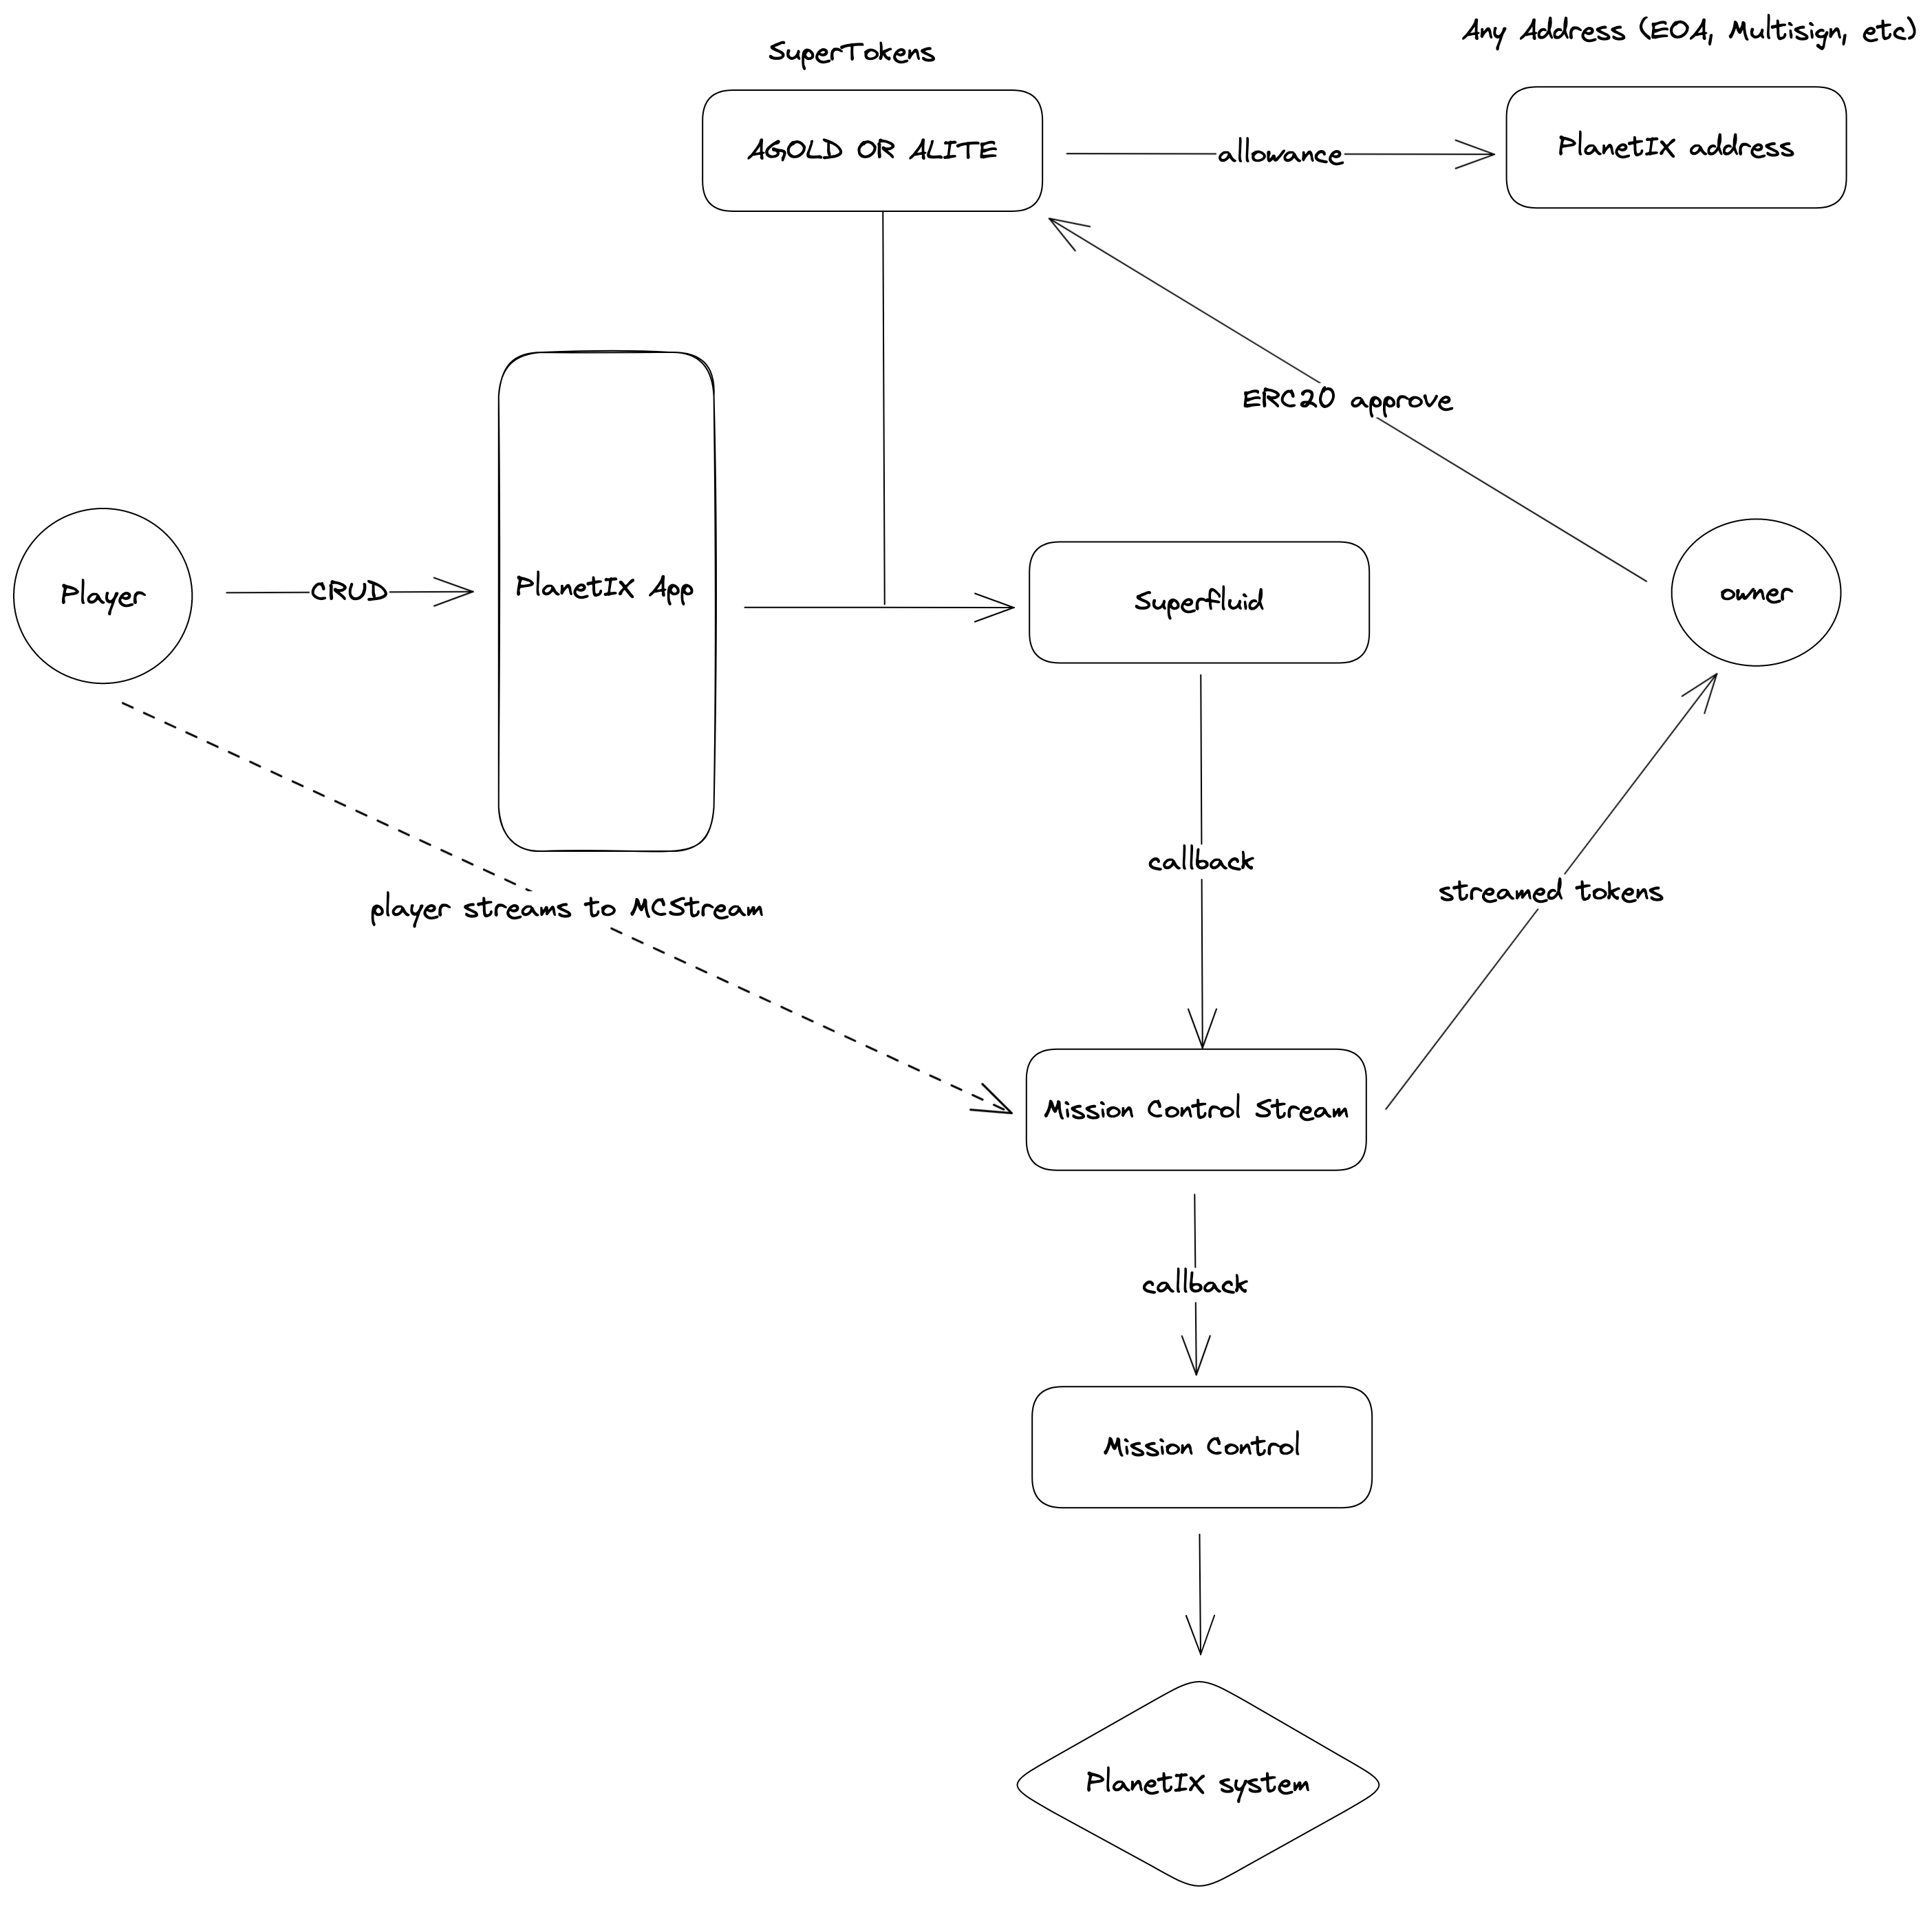 Any Address (EOA, Multisign, etc)
SuperTokens
AGOLD OR ALITE
allowance
PlanetIX address
ERC20 approve
Player
CRUD
PlanetIX App
Superfluid
owner
callback
streamed tokens
player streams to MCStream
Mission Control Stream
callback
Mission Control
PlanetIX system